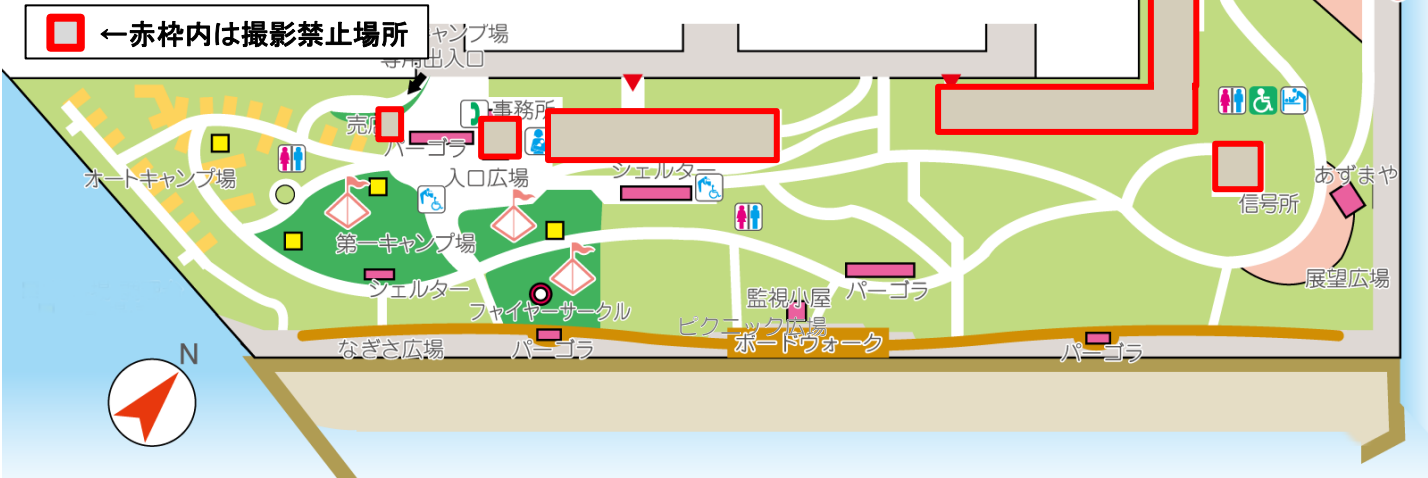 ←赤枠内は撮影禁止場所
ャンプ場
専用出入口
事務所
売店
パーゴラ
シェルター
入口広場
オートキャンプ場
あずまや
信号所
第一キャンプ場
展望広場
シェルター
監視小屋
パーゴラ
ファイヤーサークル
ピクニック広場
ボードウォーク
なぎさ広場
パーゴラ
パーゴラ
N